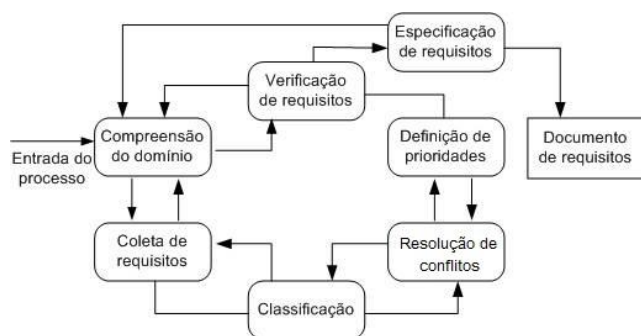 Especificação
de requisitos
Verificação
de requisitos
Compreensão
do domínio
Definição de
prioridades
Documento
de requisitos
Entrada do
processo
Coleta de
requisitos
Resolução de
conflitos
Classificação